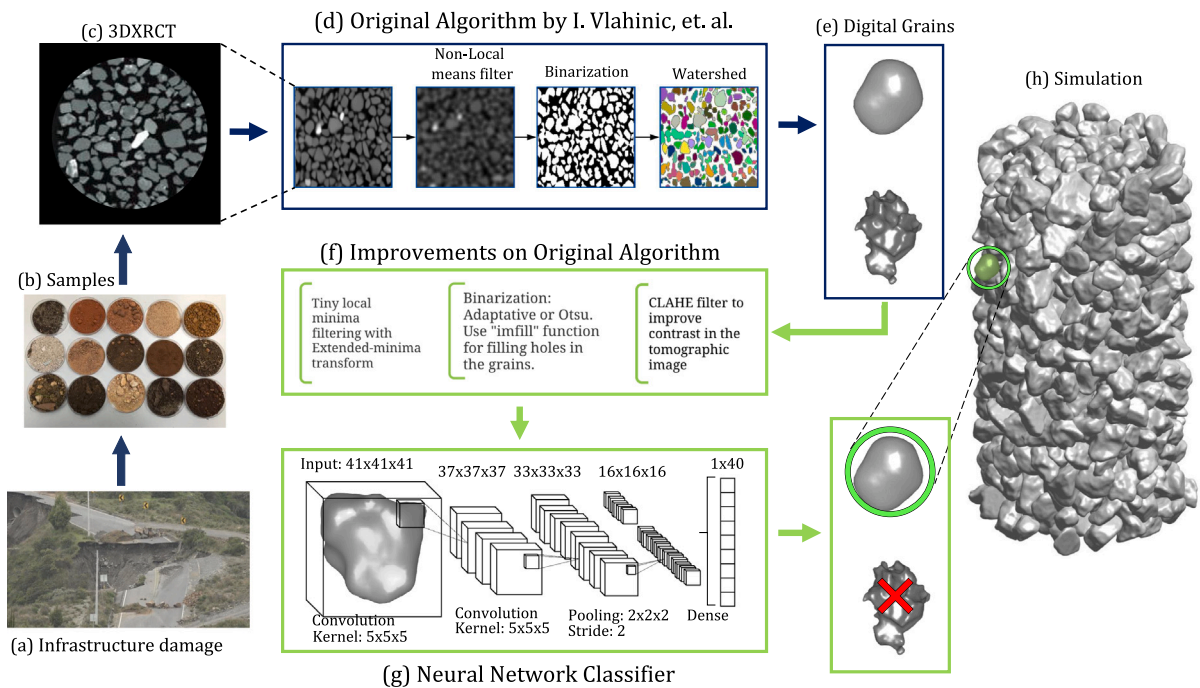 (c) 3DXRCT
(d) Original Algorithm by I. Vlahinic, et. al.
Non-Local
means filter
Binarization
Watershed
(e) Digital Grains
(h) Simulation
(b) Samples
(f) Improvements on Original Algorithm
Tiny local
minima
filtering with
Extended-minima
transform
Binarization:
Adaptative or Otsu.
Use "imfill" function
for filling holes in
the grains.
CLAHE filter to
improve
contrast in the
tomographic
image
Input: 41x41x41
37x37x37
33x33x33
16x16x16
1x40
Convolution
Kernel: 5x5x5
Convolution
Kernel: 5x5x5
Pooling: 2x2x2
Stride: 2
Dense
(a) Infrastructure damage
(g) Neural Network Classifier